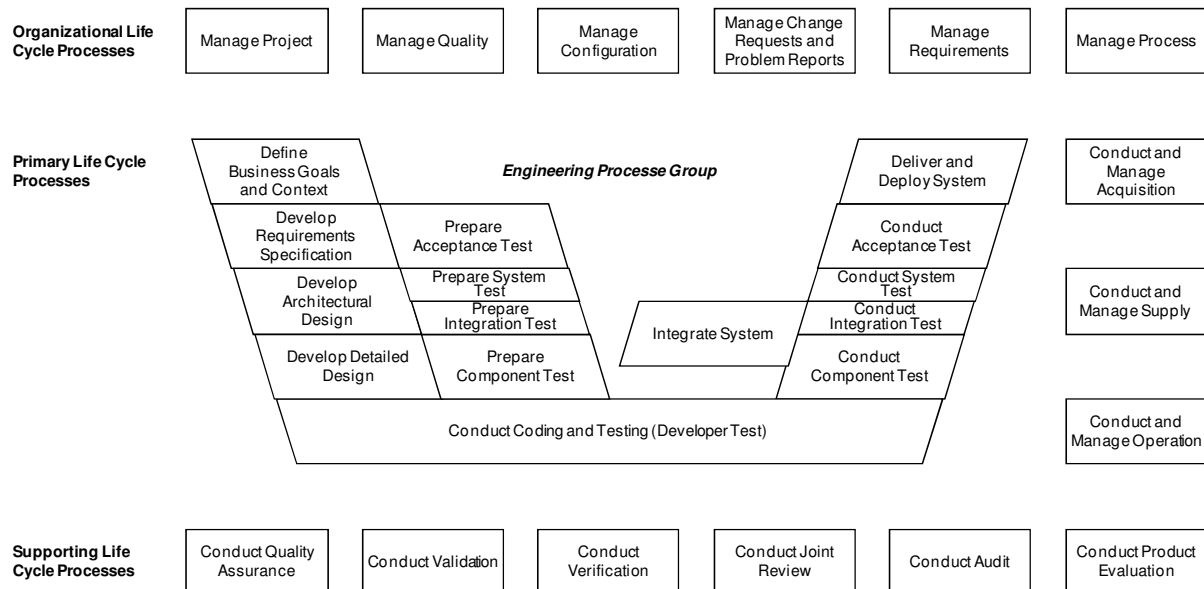 Organizational Life
Cycle Processes
Manage Project
Manage Quality
Manage
Configuration
Manage Change
Requests and
Problem Reports
Manage
Requirements
Manage Process
Primary Life Cycle
Processes
Define
Business Goals
and Context
Engineering Processe Group
Deliver and
Deploy System
Conduct and
Manage
Acquisition
Develop
Requirements
Specification
Prepare
Acceptance Test
Conduct
Acceptance Test
Develop
Architectural
Design
Prepare System
Test
Prepare
Integration Test
Integrate System
Conduct System
Test
Conduct
Integration Test
Conduct and
Manage Supply
Develop Detailed
Design
Prepare
Component Test
Conduct
Component Test
Conduct Coding and Testing (Developer Test)
Conduct and
Manage Operation
Supporting Life
Cycle Processes
Conduct Quality
Assurance
Conduct Validation
Conduct
Verification
Conduct Joint
Review
Conduct Audit
Conduct Product
Evaluation